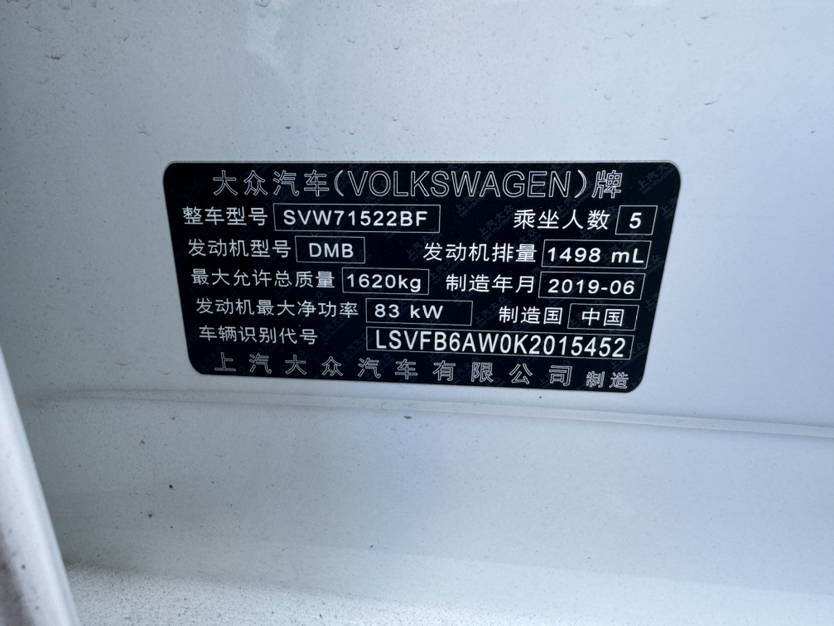 大众汽车(VOLKSWAGEN)牌
整车型号 SVW71522BF 乘坐人数 5
发动机型号 DMB 发动机排量 1498 mL
最大允许总质量 1620kg 制造年月 2019-06
发动机最大净功率 83 kW 制造国 中国
车辆识别代号 LSVFB6AW0K2015452
上汽大众汽车有限公司 制造